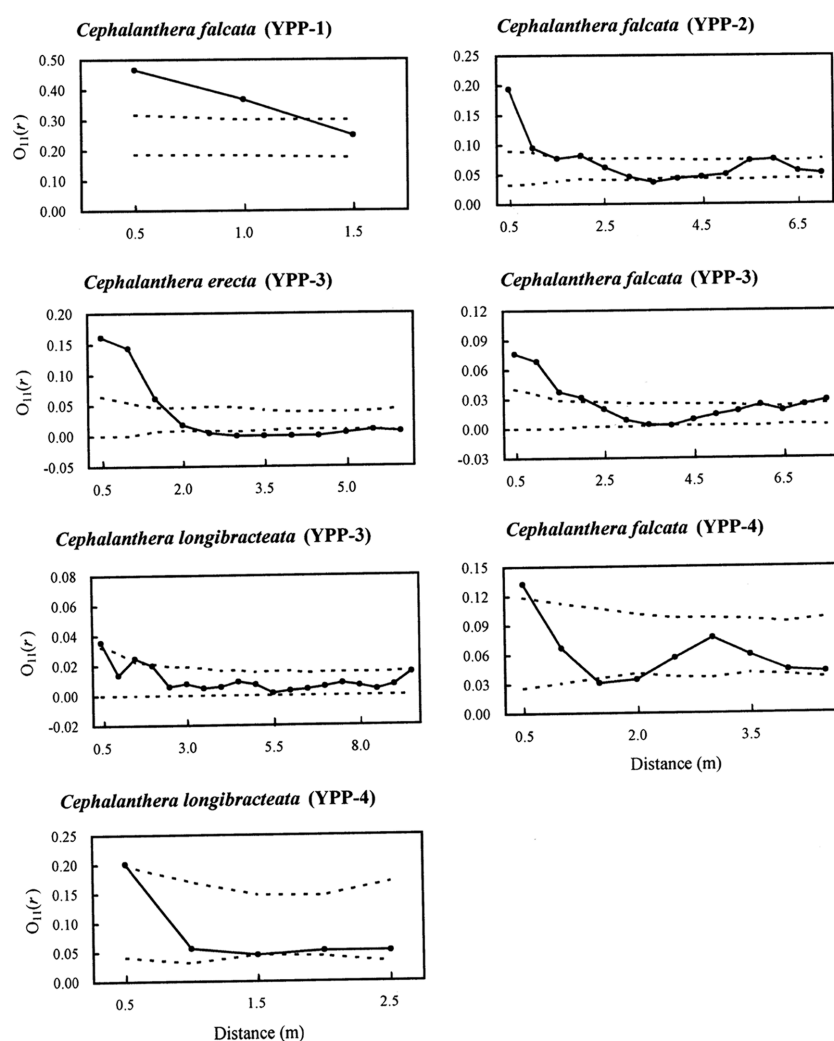 Cephalanthera falcata (YPP-1)
0.50
0.40
0.30
0.20
0.10
0.00
O11(r)
0.5 1.0 1.5
Cephalanthera falcata (YPP-2)
0.25
0.20
0.15
0.10
0.05
0.00
0.5 2.5 4.5 6.5
Cephalanthera erecta (YPP-3)
0.20
0.15
0.10
0.05
0.00
-0.05
O11(r)
0.5 2.0 3.5 5.0
Cephalanthera falcata (YPP-3)
0.12
0.09
0.06
0.03
0.00
-0.03
0.5 2.5 4.5 6.5
Cephalanthera longibracteata (YPP-3)
0.08
0.06
0.04
0.02
0.00
-0.02
O11(r)
0.5 3.0 5.5 8.0
Cephalanthera falcata (YPP-4)
0.15
0.12
0.09
0.06
0.03
0.00
0.5 2.0 3.5
Distance (m)
Cephalanthera longibracteata (YPP-4)
0.25
0.20
0.15
0.10
0.05
0.00
O11(r)
0.5 1.5 2.5
Distance (m)